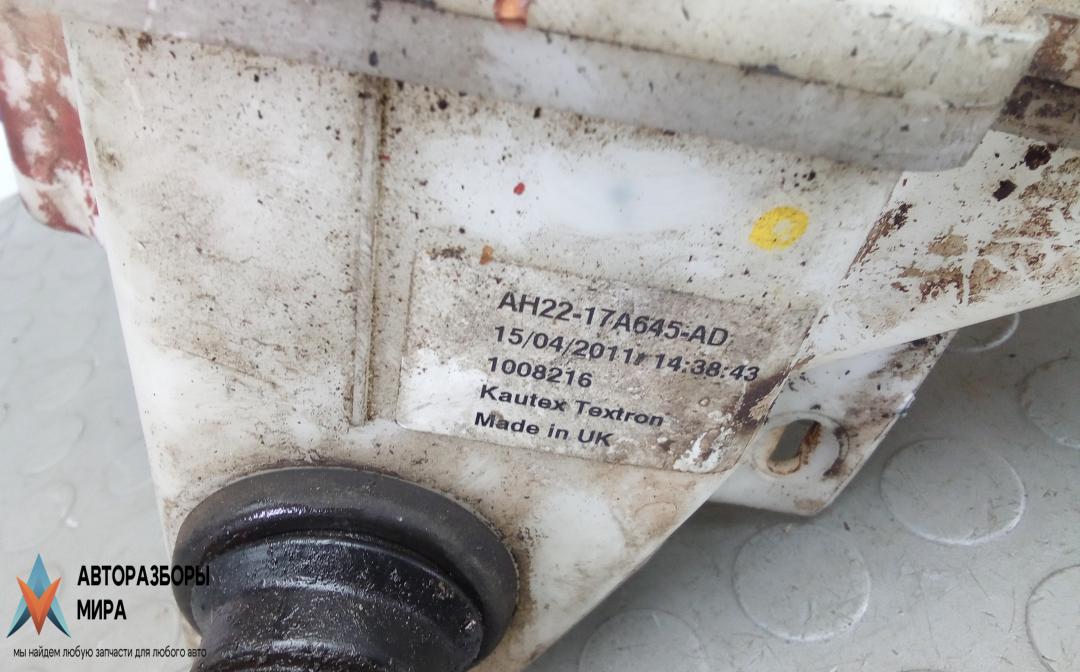 AH22-17A645-AD
15/04/2011/ 14:38:43
1008216
Kautex Textron
Made in UK
АВТОРАЗБОРЫ
МИРА
мы найдем любую запчасти для любого авто